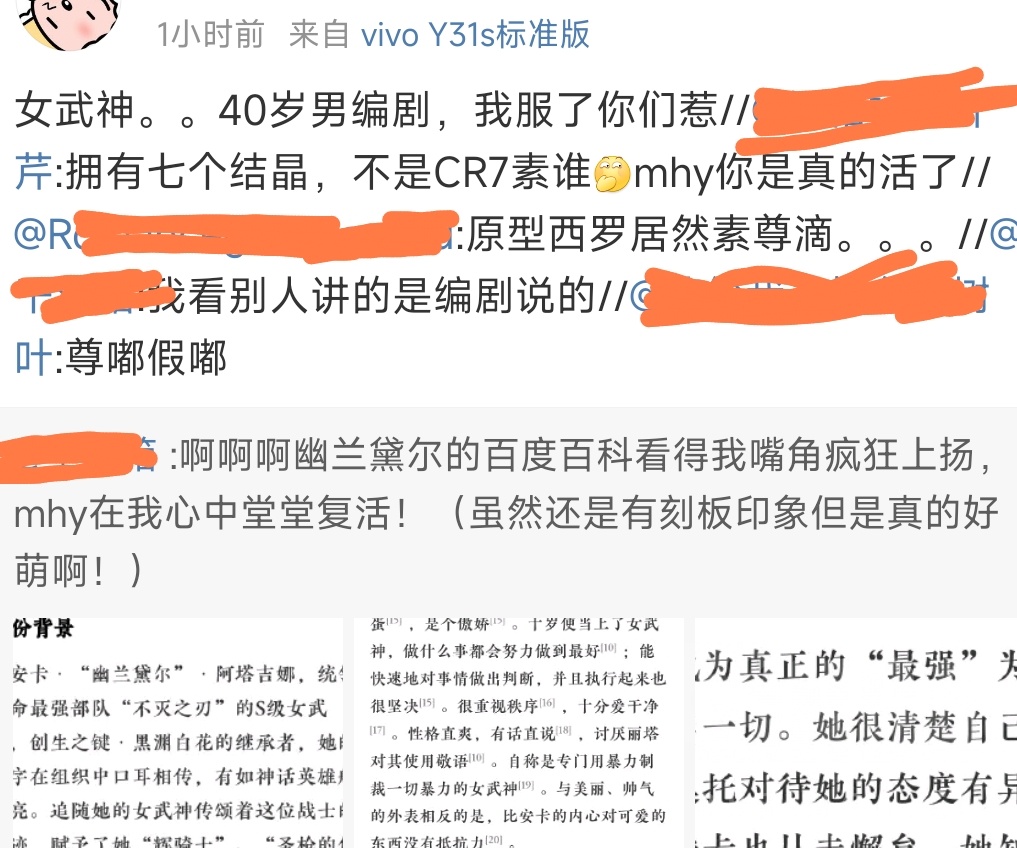 1小时前 来自 vivo Y31s标准版
女武神。。40岁男编剧，我服了你们惹//
芹:拥有七个结晶，不是CR7素谁mhy你是真的活了//
@R :原型西罗居然素尊滴。。。//@
我看别人讲的是编剧说的//@
叶:尊嘟假嘟
:啊啊啊幽兰黛尔的百度百科看得我嘴角疯狂上扬，
mhy在我心中堂堂复活！（虽然还是有刻板印象但是真的好
萌啊！）
份背景
安卡·“幽兰黛尔”·阿塔吉娜，统
命最强部队“不灭之刃”的S级女武
，创生之键·黑渊白花的继承者，她
字在组织中口耳相传，有如神话英雄
亮。追随她的女武神传颂着这位战士
赋予了她“辉骑士”、“圣枪的
蛋[15]，是个傲娇[15]。十岁便当上了女武
神，做什么事都会努力做到最好[10]；能
快速地对事情做出判断，并且执行起来也
很坚决[15]。很重视秩序[16]，十分爱干净
[17]。性格直爽，有话直说[18]，讨厌丽塔
对其使用敬语[10]。自称是专门用暴力制
裁一切暴力的女武神[19]。与美丽、帅气
的外表相反的是，比安卡的内心对可爱的
东西没有抵抗力[20]。
为真正的“最强”
一切。她很清楚自己
托对待她的态度有异
卡也从未懈怠，她